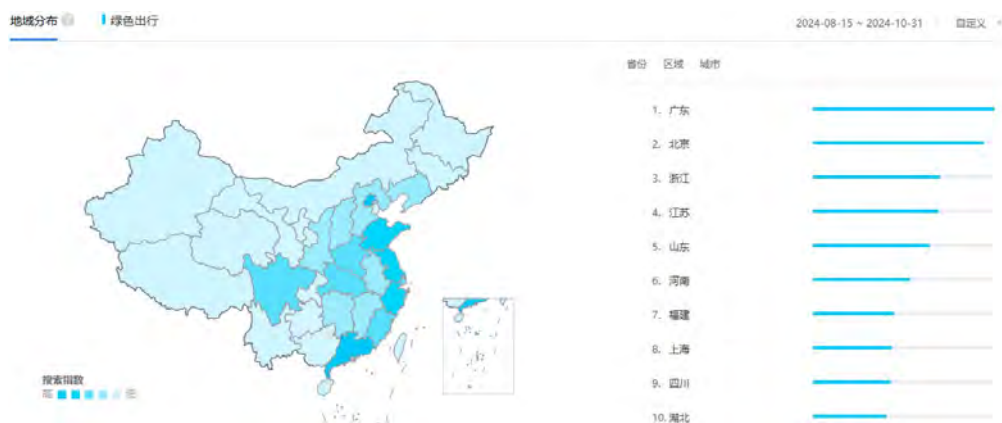 地域分布 绿色出行 2024-08-15 ~ 2024-10-31 自定义
省份 区域 城市
1. 广东
2. 北京
3. 浙江
4. 江苏
5. 山东
6. 河南
7. 福建
8. 上海
9. 四川
10. 湖北
搜索指数
高 低